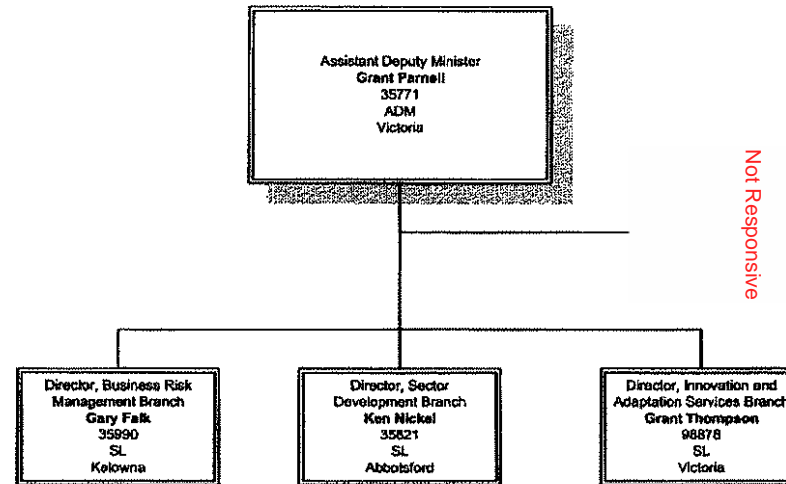 Assistant Deputy Minister
Grant Parnell
35771
ADM
Victoria
Not Responsive
Director, Business Risk
Management Branch
Gary Falk
35990
SL
Kelowna
Director, Sector
Development Branch
Ken Nickel
35821
SL
Abbotsford
Director, Innovation and
Adaptation Services Branch
Grant Thompson
98878
SL
Victoria